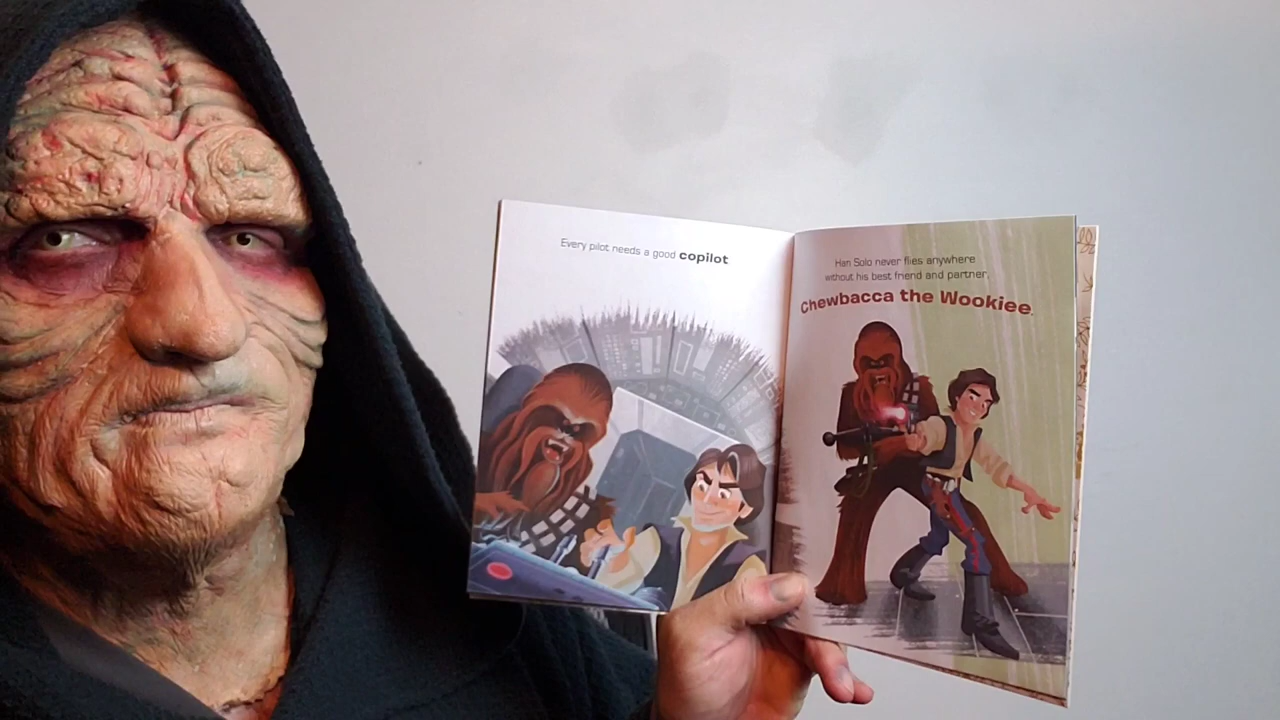 Every pilot needs a good copilot.
Han Solo never flies anywhere
without his best friend and partner,
Chewbacca the Wookiee.